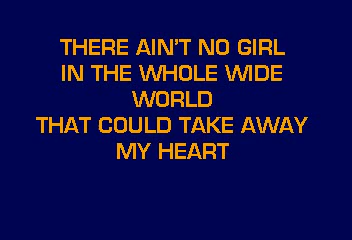 THERE AIN'T NO GIRL
IN THE WHOLE WIDE
WORLD
THAT COULD TAKE AWAY
MY HEART